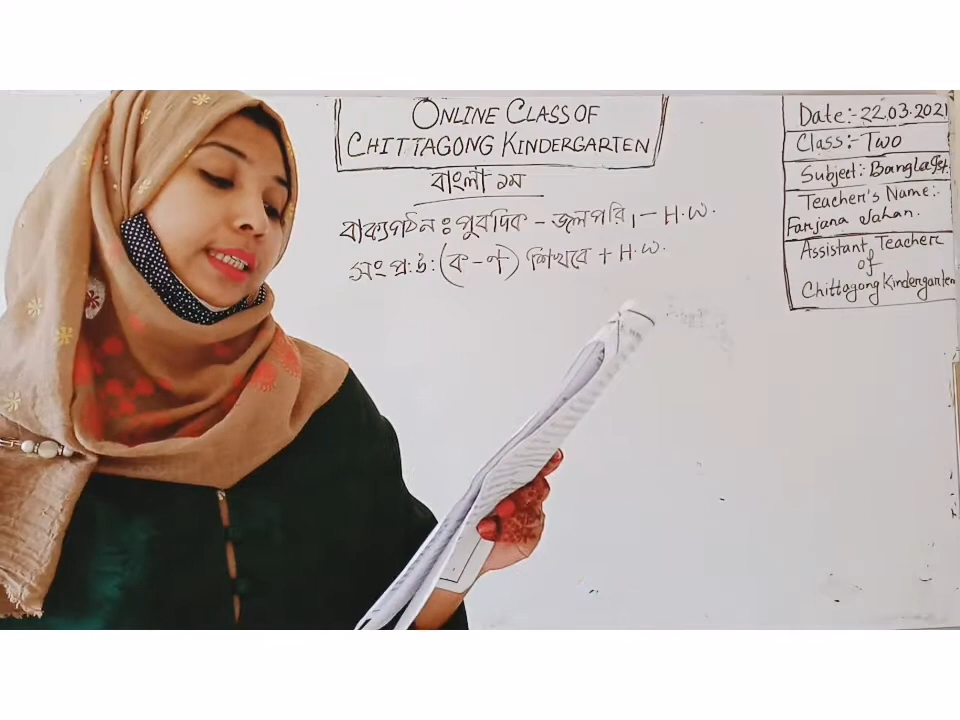 ONLINE CLASS OF
CHITTAGONG KINDERGARTEN
বাংলা ১ম
বাক্যগঠন ঃ পুবদিক - জলপরি। - H.W.
সংপ্র: ৬: (ক - ণ) শিখবে + H.W.
Date:- 22.03.2021
Class:- Two
Subject:- Bangla 1st.
Teacher's Name:-
Farjana Jahan.
Assistant Teacher
of
Chittagong Kindergarten